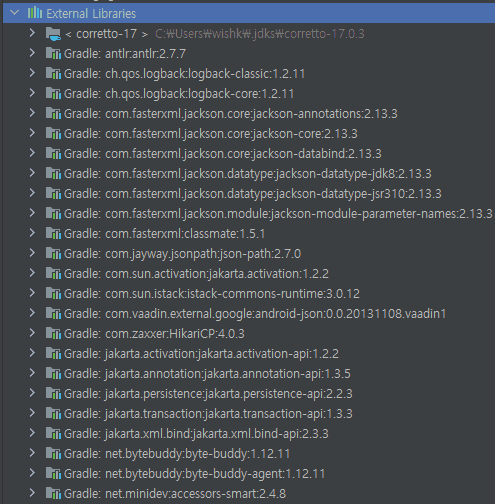 External Libraries
< corretto-17 > C:₩Users₩wishk₩.jdks₩corretto-17.0.3
Gradle: antlr:antlr:2.7.7
Gradle: ch.qos.logback:logback-classic:1.2.11
Gradle: ch.qos.logback:logback-core:1.2.11
Gradle: com.fasterxml.jackson.core:jackson-annotations:2.13.3
Gradle: com.fasterxml.jackson.core:jackson-core:2.13.3
Gradle: com.fasterxml.jackson.core:jackson-databind:2.13.3
Gradle: com.fasterxml.jackson.datatype:jackson-datatype-jdk8:2.13.3
Gradle: com.fasterxml.jackson.datatype:jackson-datatype-jsr310:2.13.3
Gradle: com.fasterxml.jackson.module:jackson-module-parameter-names:2.13.3
Gradle: com.fasterxml:classmate:1.5.1
Gradle: com.jayway.jsonpath:json-path:2.7.0
Gradle: com.sun.activation:jakarta.activation:1.2.2
Gradle: com.sun.istack:istack-commons-runtime:3.0.12
Gradle: com.vaadin.external.google:android-json:0.0.20131108.vaadin1
Gradle: com.zaxxer:HikariCP:4.0.3
Gradle: jakarta.activation:jakarta.activation-api:1.2.2
Gradle: jakarta.annotation:jakarta.annotation-api:1.3.5
Gradle: jakarta.persistence:jakarta.persistence-api:2.2.3
Gradle: jakarta.transaction:jakarta.transaction-api:1.3.3
Gradle: jakarta.xml.bind:jakarta.xml.bind-api:2.3.3
Gradle: net.bytebuddy:byte-buddy:1.12.11
Gradle: net.bytebuddy:byte-buddy-agent:1.12.11
Gradle: net.minidev:accessors-smart:2.4.8